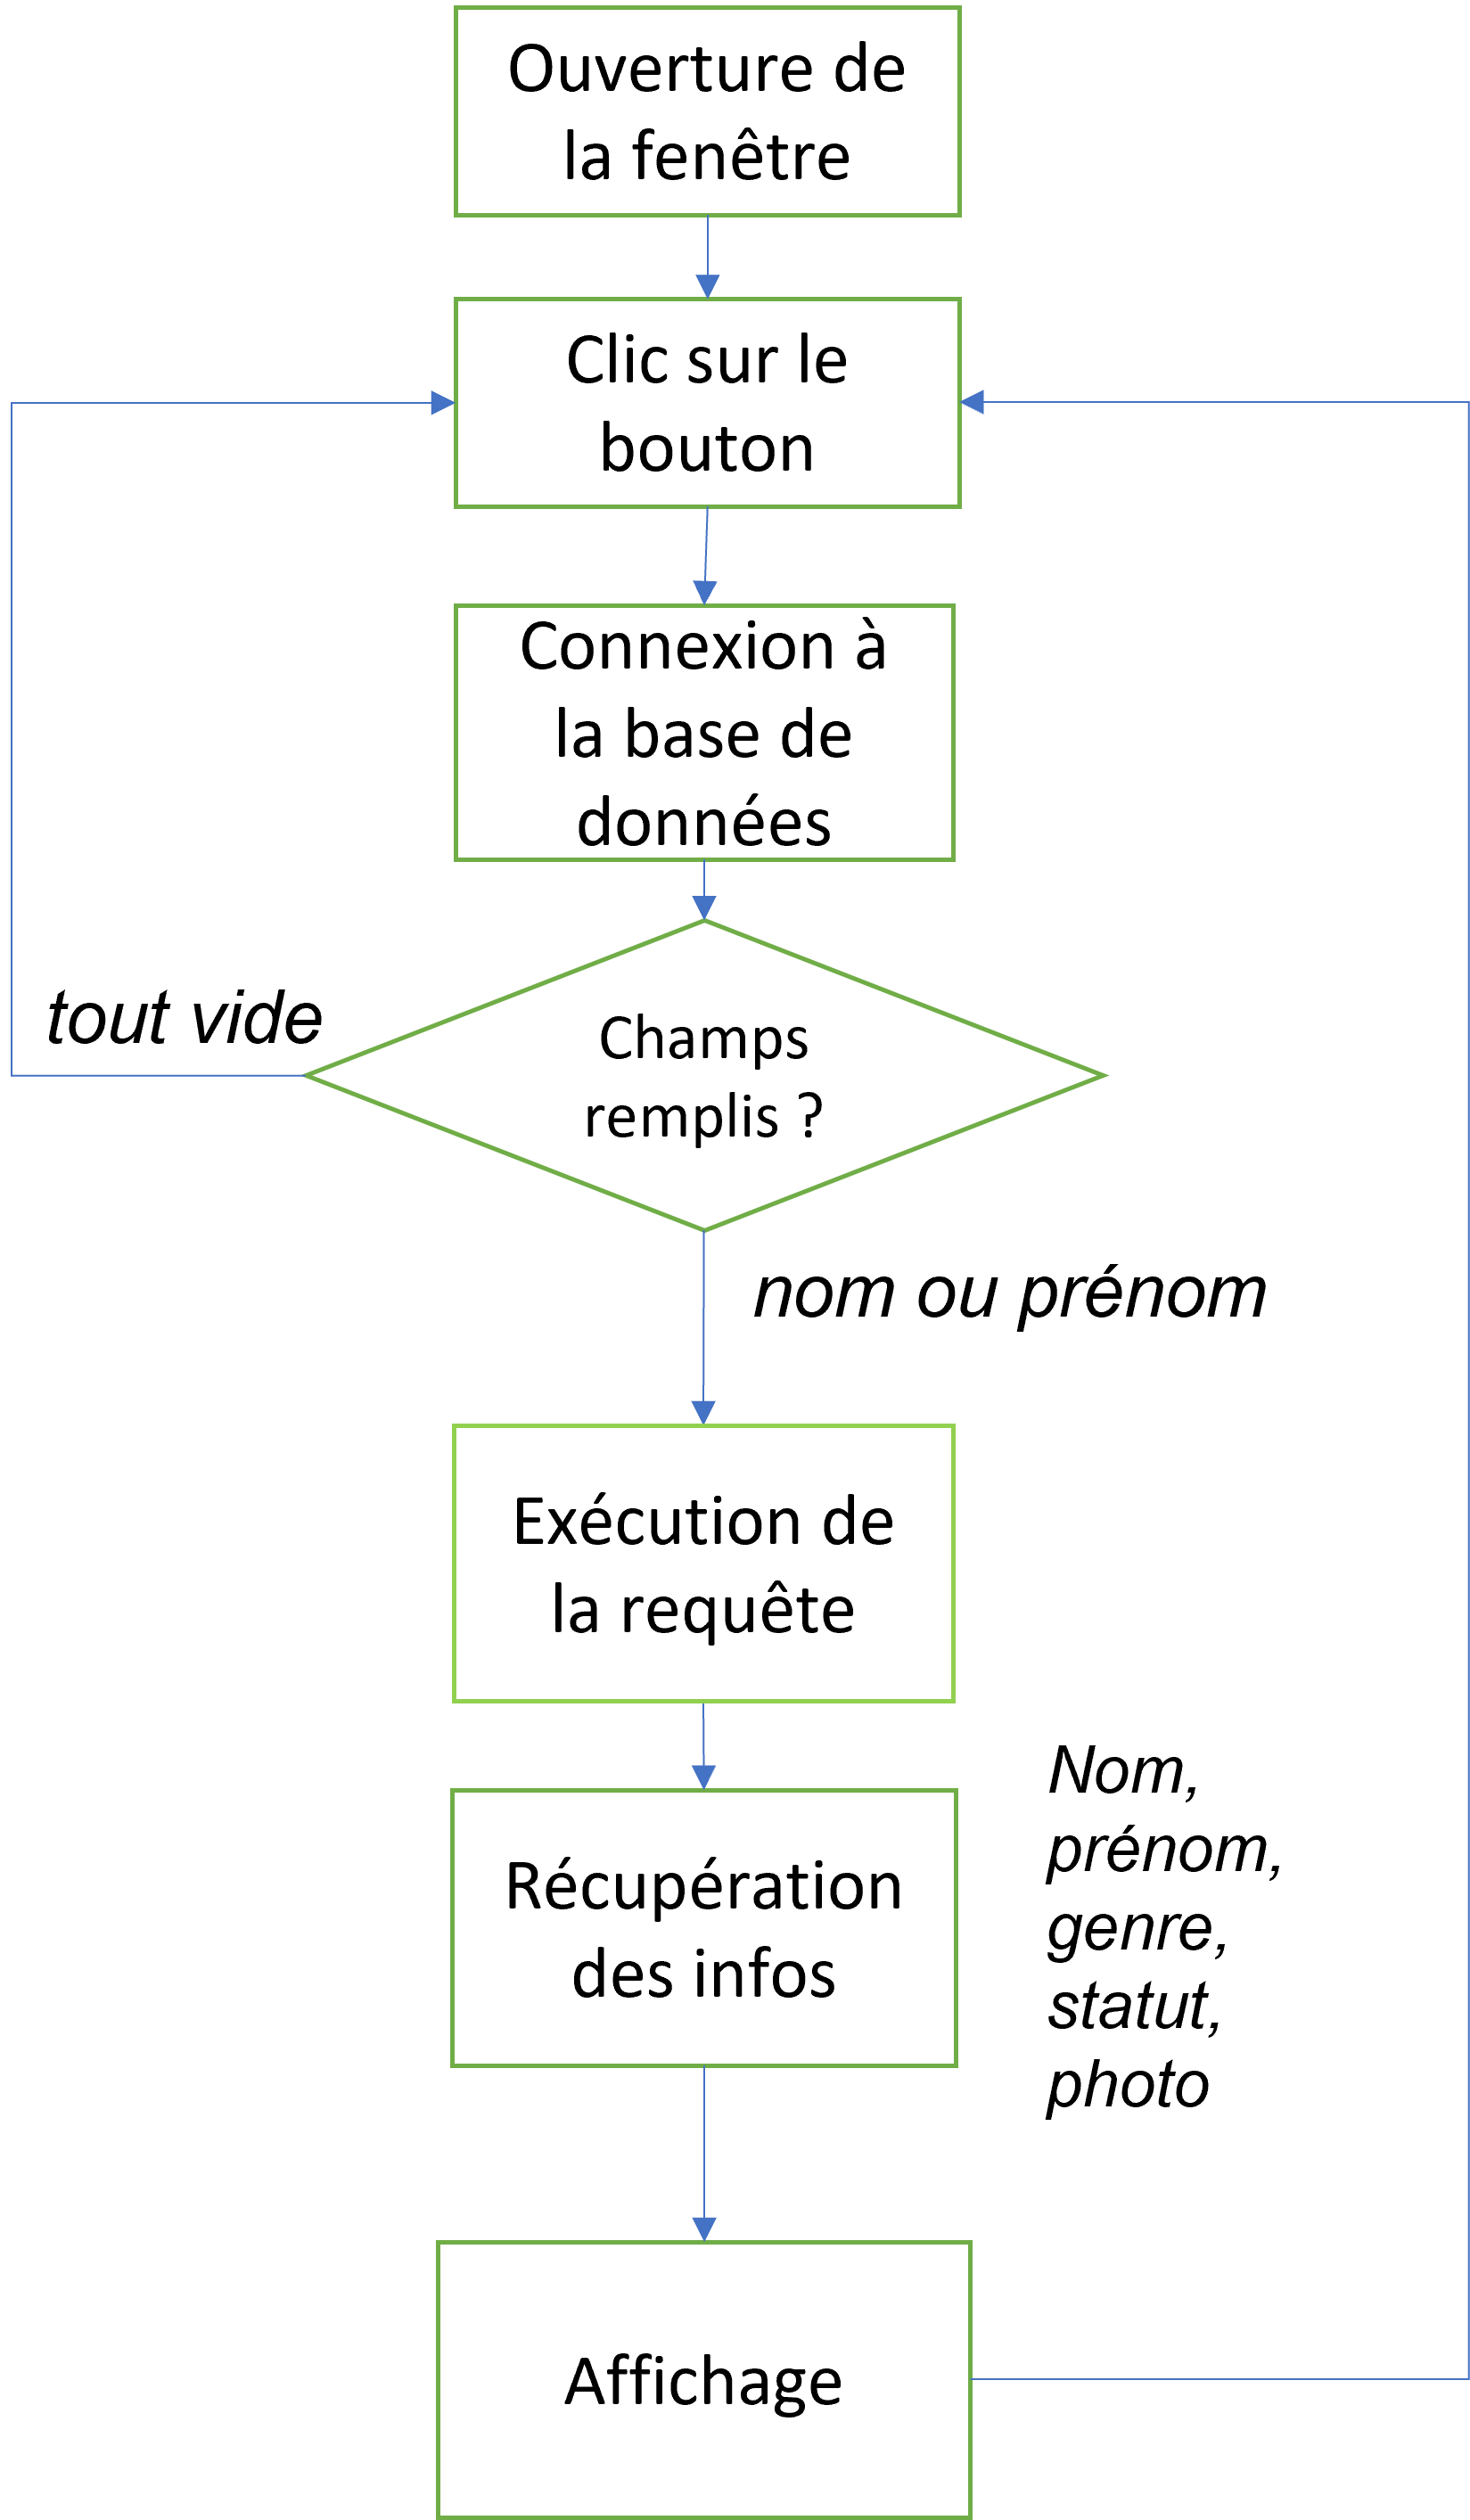 Ouverture de
la fenêtre
Clic sur le
bouton
Connexion à
la base de
données
tout vide
Champs
remplis ?
nom ou prénom
Exécution de
la requête
Récupération
des infos
Nom,
prénom,
genre,
statut,
photo
Affichage